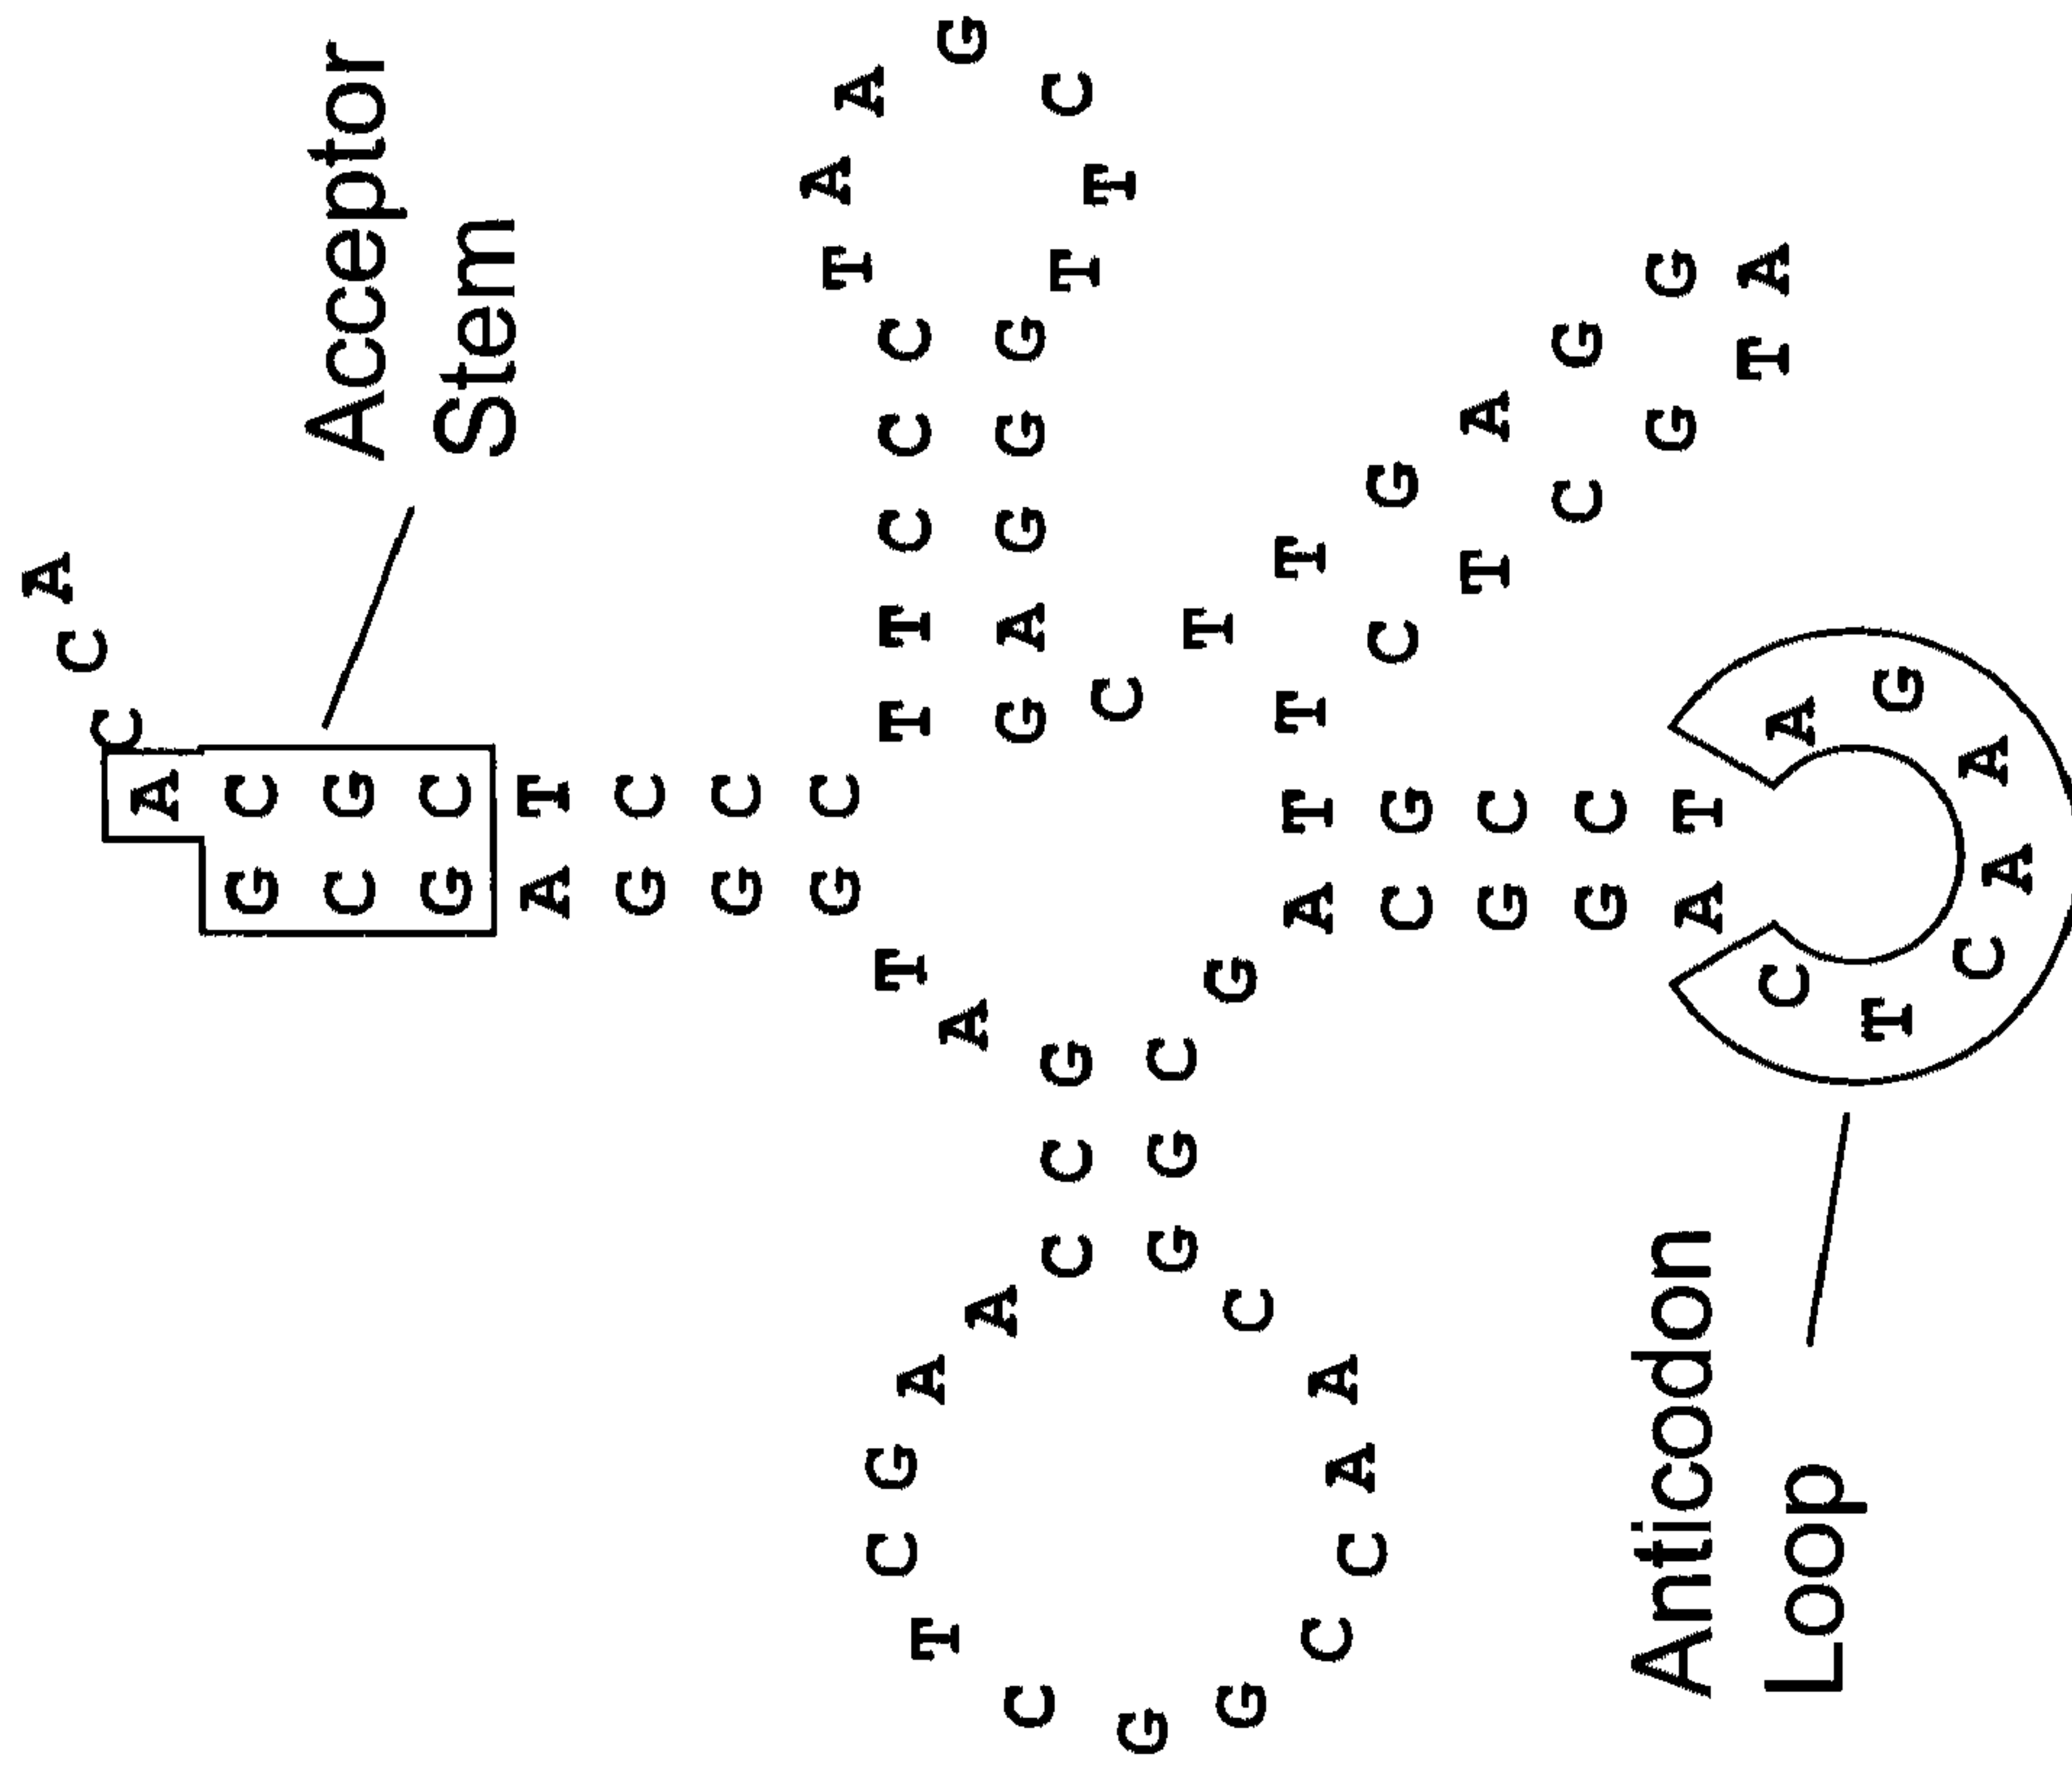 A
C
C
A
G C
C G
Acceptor
G C
Stem
A T
G C
G C
G C
T A A
C G A
T T T C C C
T
A A G
C G A G G G
C C G T C
C T
G
G G C
T
G C G
C A T T T
A
C A
C G C G
G C T A
G C C G
Anticodon
A T G G
C A T A
Loop
T G
C A
A